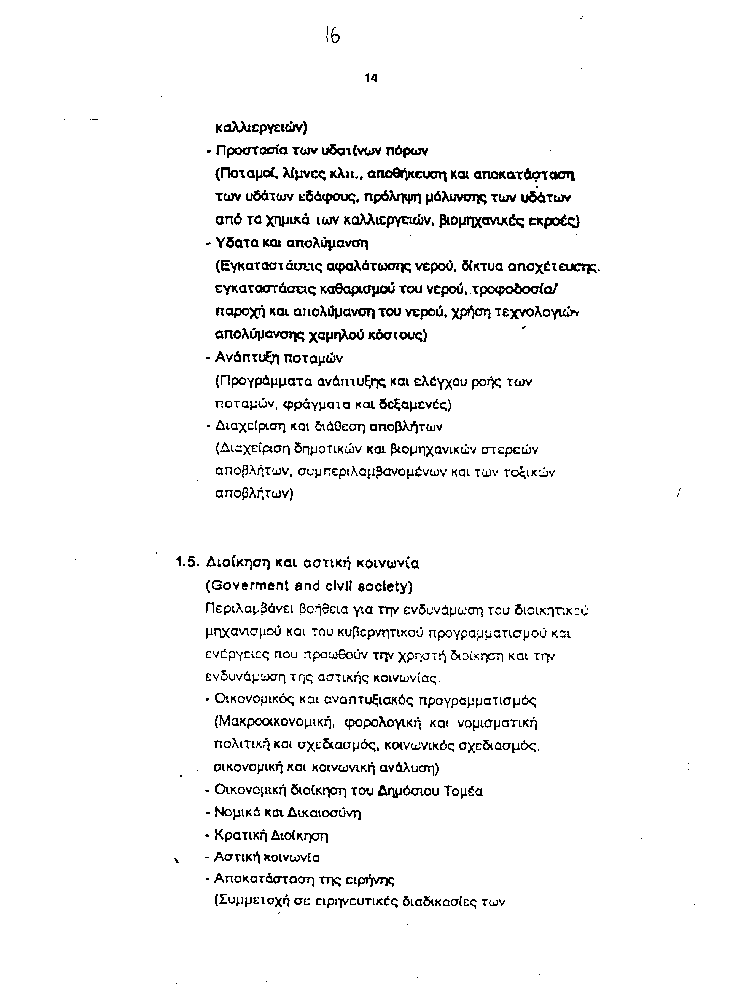 16
14
καλλιεργειών)
- Προστασία των υδατίνων πόρων
(Ποταμοί, λίμνες κλπ., αποθήκευση και αποκατάσταση
των υδάτων εδάφους, πρόληψη μόλυνσης των υδάτων
από τα χημικά των καλλιεργειών, βιομηχανικές εκροές)
- Υδατα και απολύμανση
(Εγκαταστάσεις αφαλάτωσης νερού, δίκτυα αποχέτευσης.
εγκαταστάσεις καθαρισμού του νερού, τροφοδοσία/
παροχή και απολύμανση του νερού, χρήση τεχνολογιών
απολύμανσης χαμηλού κόστους)
- Ανάπτυξη ποταμών
(Προγράμματα ανάπτυξης και ελέγχου ροής των
ποταμών, φράγματα και δεξαμενές)
- Διαχείριση και διάθεση αποβλήτων
(Διαχείριση δημοτικών και βιομηχανικών στερεών
αποβλήτων, συμπεριλαμβανομένων και των τοξικών
αποβλήτων)
1.5. Διοίκηση και αστική κοινωνία
(Goverment and civil society)
Περιλαμβάνει βοήθεια για την ενδυνάμωση του διοικητικού
μηχανισμού και του κυβερνητικού προγραμματισμού και
ενέργειες που προωθούν την χρηστή διοίκηση και την
ενδυνάμωση της αστικής κοινωνίας.
- Οικονομικός και αναπτυξιακός προγραμματισμός
(Μακροοικονομική, φορολογική και νομισματική
πολιτική και σχεδιασμός, κοινωνικός σχεδιασμός.
οικονομική και κοινωνική ανάλυση)
- Οικονομική διοίκηση του Δημόσιου Τομέα
- Νομικά και Δικαιοσύνη
- Κρατική Διοίκηση
- Αστική κοινωνία
- Αποκατάσταση της ειρήνης
(Συμμετοχή σε ειρηνευτικές διαδικασίες των